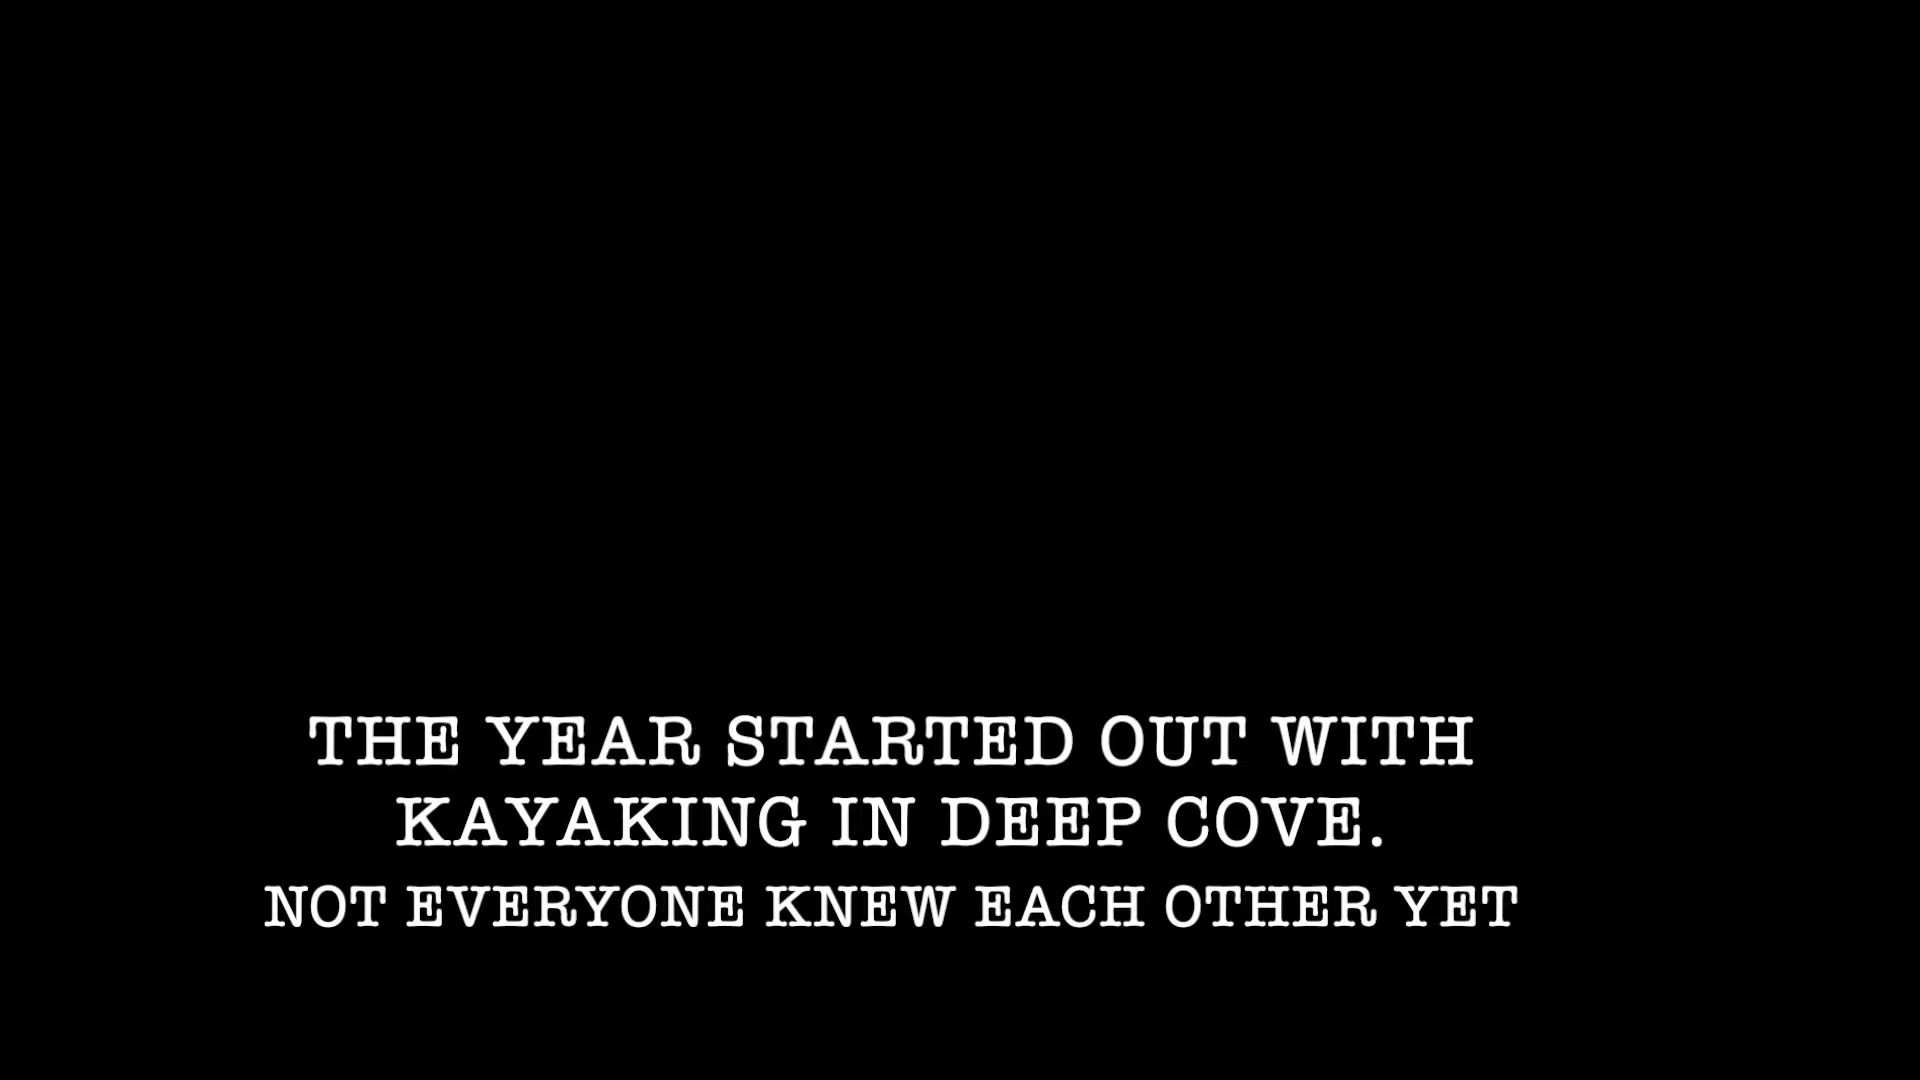 THE YEAR STARTED OUT WITH
KAYAKING IN DEEP COVE.
NOT EVERYONE KNEW EACH OTHER YET